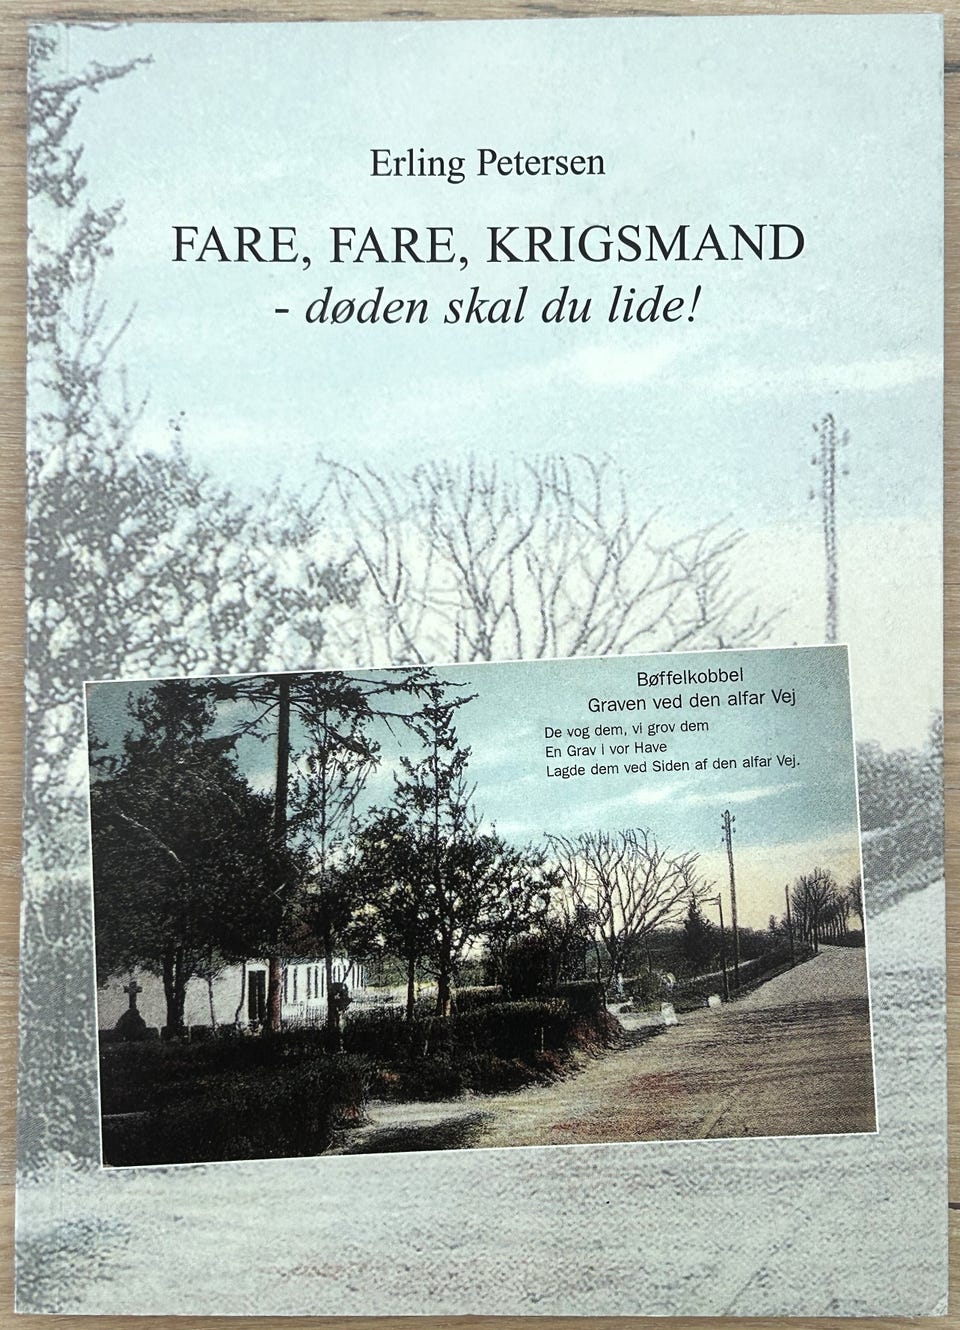 Erling Petersen
FARE, FARE, KRIGSMAND
- døden skal du lide!
Bøffelkobbel
Graven ved den alfar Vej
De vog dem, vi grov dem
En Grav i vor Have
Lagde dem ved Siden af den alfar Vej.